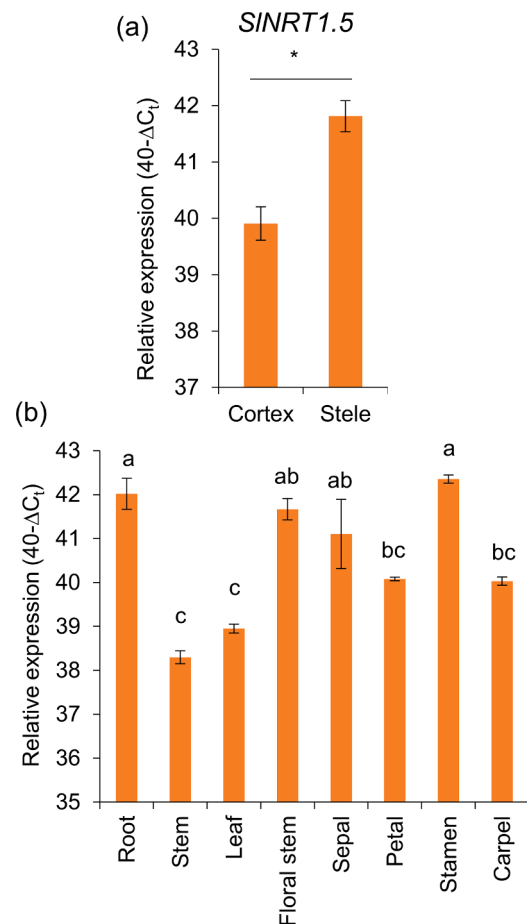 (a)
SlNRT1.5
Relative expression (40-ΔCt)
43
42
41
40
39
38
37
*
Cortex Stele
(b)
Relative expression (40-ΔCt)
43
42
41
40
39
38
37
36
35
a c c ab ab bc a bc
Root
Stem
Leaf
Floral stem
Sepal
Petal
Stamen
Carpel